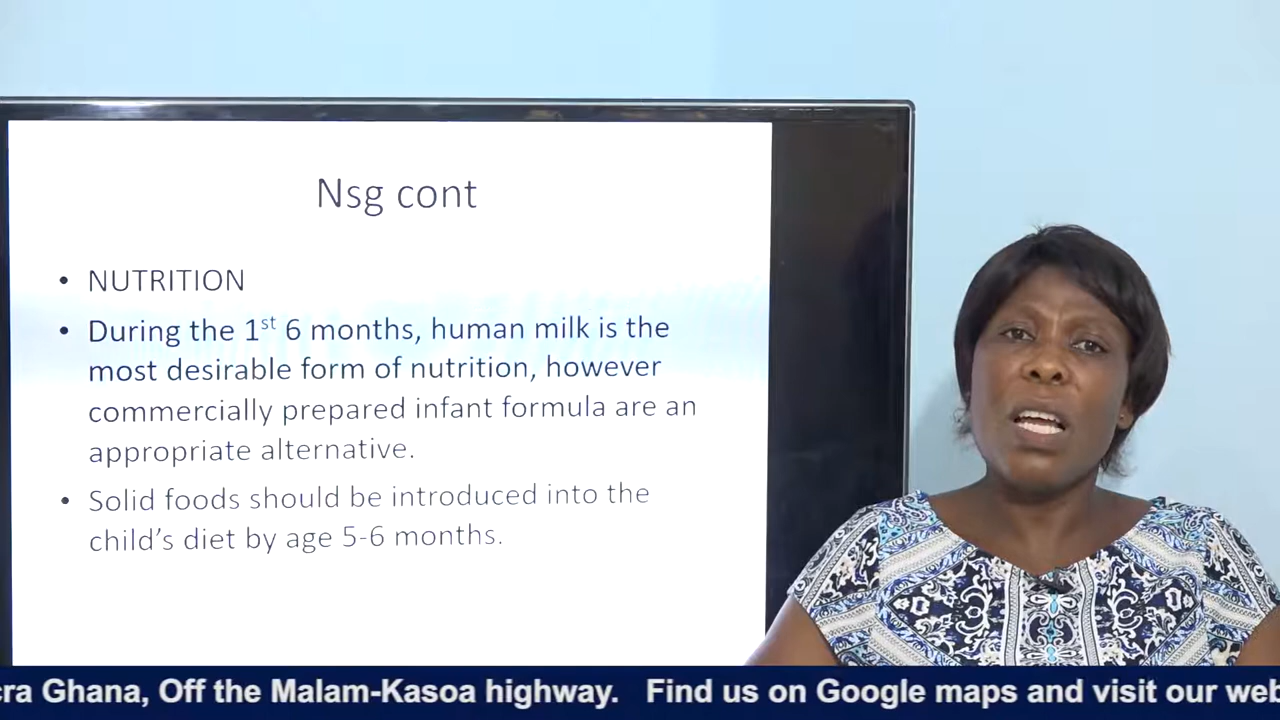 Nsg cont
• NUTRITION
• During the 1st 6 months, human milk is the
most desirable form of nutrition, however
commercially prepared infant formula are an
appropriate alternative.
• Solid foods should be introduced into the
child's diet by age 5-6 months.
Ghana, Off the Malam-Kasoa highway. Find us on Google maps and visit our